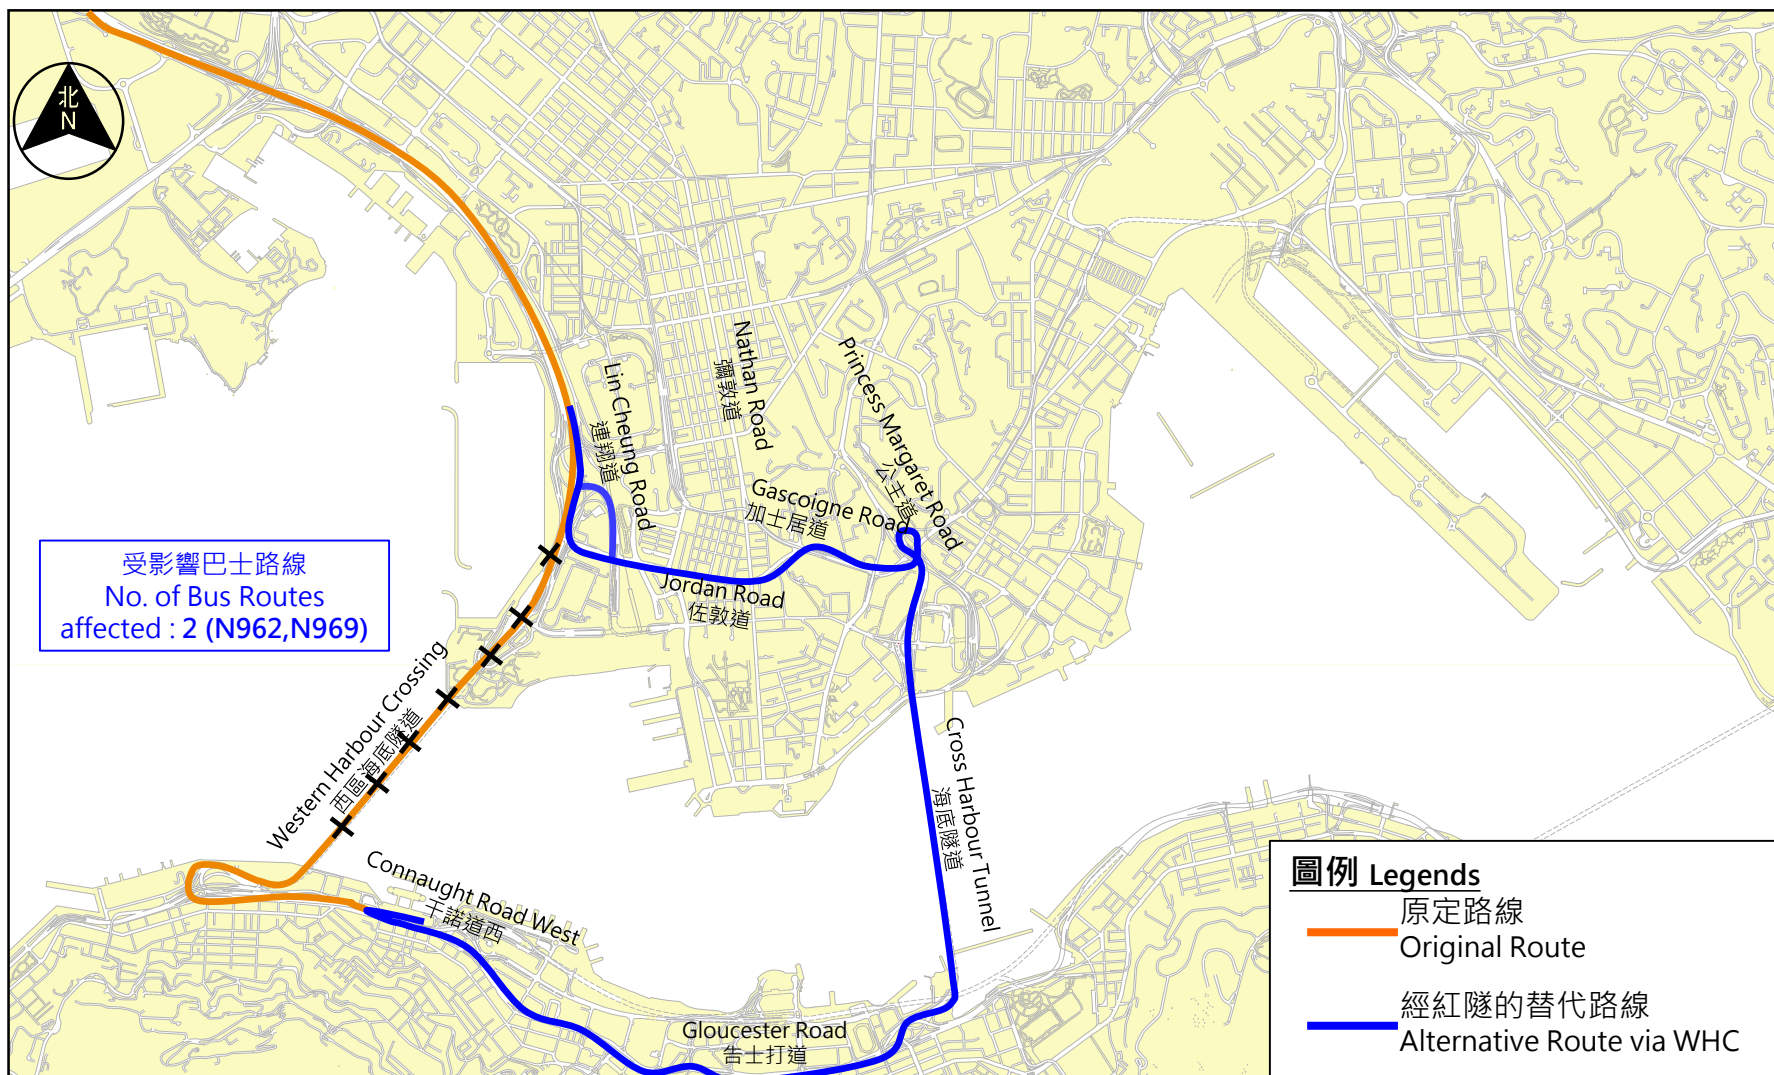 北
N
Nathan Road
彌敦道
Princess Margaret Road
公主道
Lin Cheung Road
連翔道
Gascoigne Road
加士居道
Jordan Road
佐敦道
受影響巴士路線
No. of Bus Routes
affected : 2 (N962,N969)
Western Harbour Crossing
西區海底隧道
Cross Harbour Tunnel
海底隧道
Connaught Road West
干諾道西
Gloucester Road
告士打道
圖例 Legends
原定路線
Original Route
經紅隧的替代路線
Alternative Route via WHC